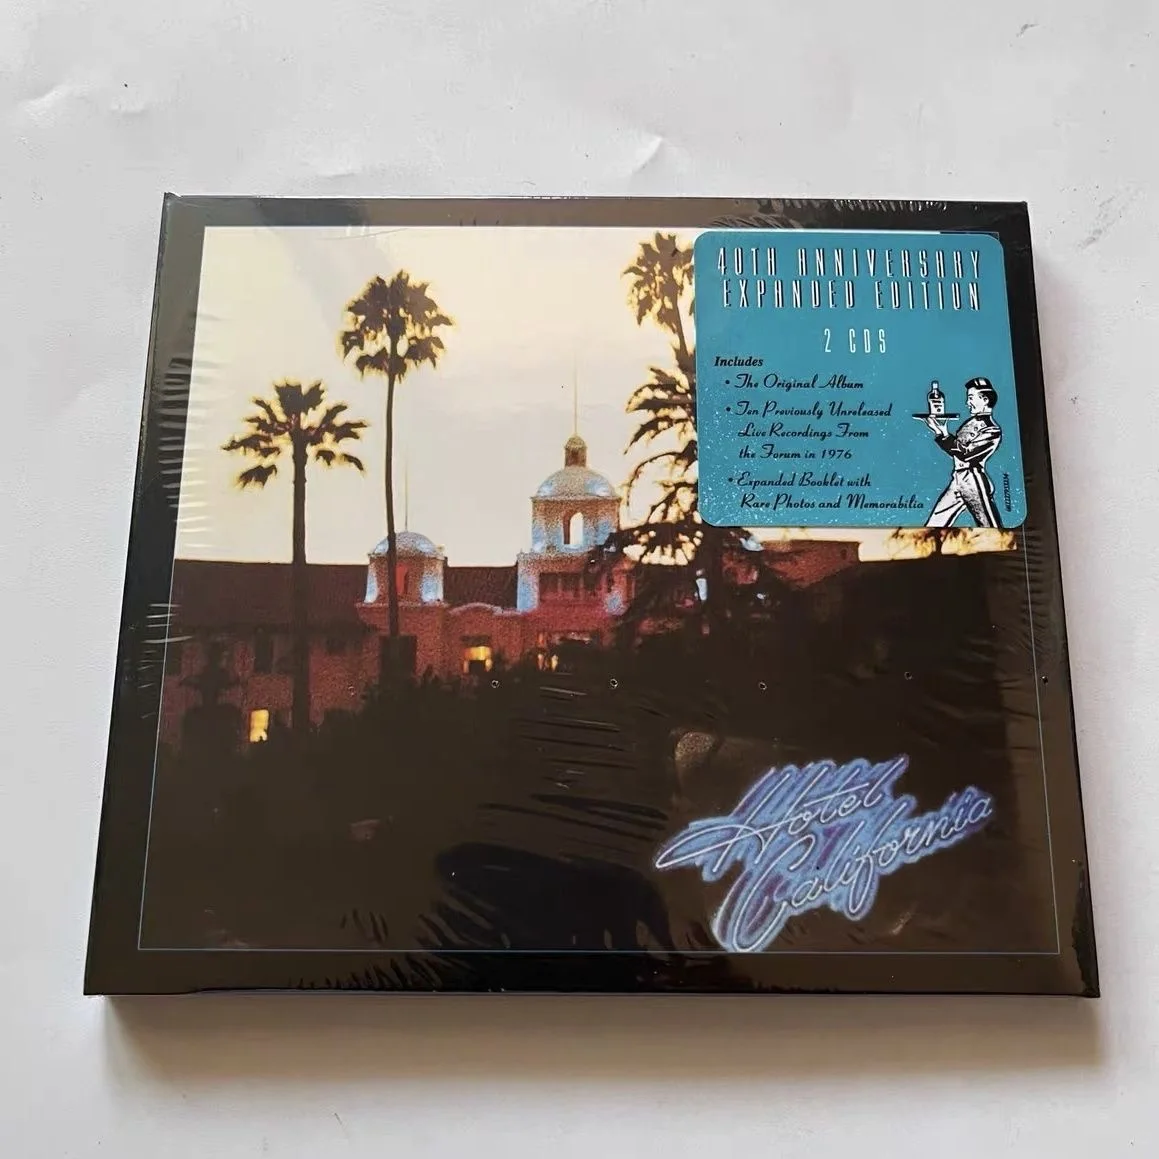 40TH ANNIVERSARY
EXPANDED EDITION
2 CDS
Includes
• The Original Album
• Ten Previously Unreleased
Live Recordings From
the Forum in 1976
• Expanded Booklet with
Rare Photos and Memorabilia
Hotel
California